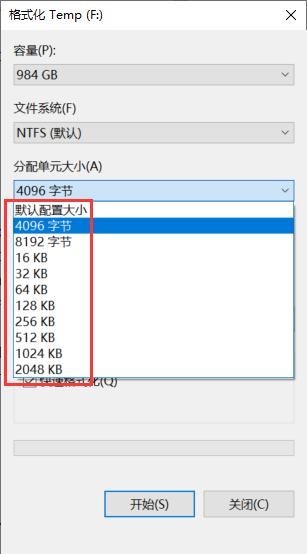 格式化 Temp (F:)
容量(P):
984 GB
文件系统(F)
NTFS (默认)
分配单元大小(A)
4096 字节
默认配置大小
4096 字节
8192 字节
16 KB
32 KB
64 KB
128 KB
256 KB
512 KB
1024 KB
2048 KB
快速格式化(Q)
开始(S)
关闭(C)